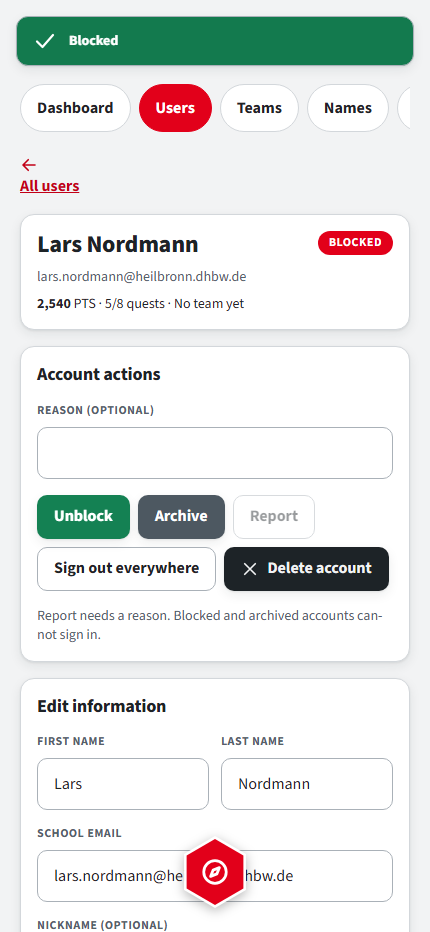 Blocked
Dashboard
Users
Teams
Names
←
All users
Lars Nordmann
BLOCKED
lars.nordmann@heilbronn.dhbw.de
2,540 PTS · 5/8 quests · No team yet
Account actions
REASON (OPTIONAL)
Unblock
Archive
Report
Sign out everywhere
Delete account
Report needs a reason. Blocked and archived accounts can-
not sign in.
Edit information
FIRST NAME
LAST NAME
Lars
Nordmann
SCHOOL EMAIL
lars.nordmann@he
hbw.de
NICKNAME (OPTIONAL)